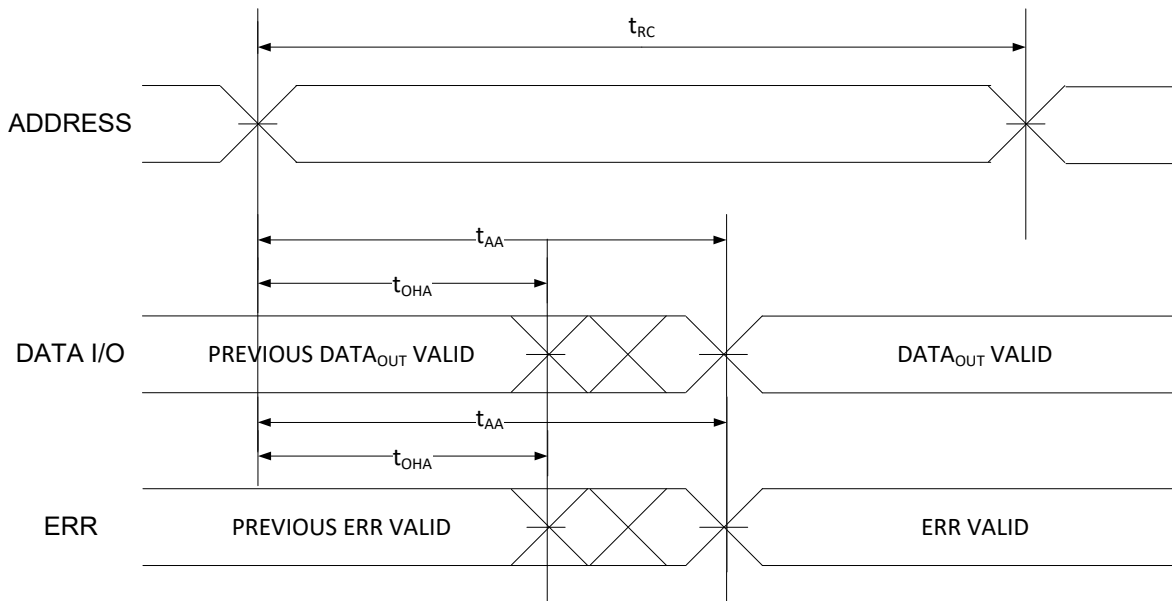 tRC
ADDRESS
tAA
tOHA
DATA I/O PREVIOUS DATAOUT VALID DATAOUT VALID
tAA
tOHA
ERR PREVIOUS ERR VALID ERR VALID